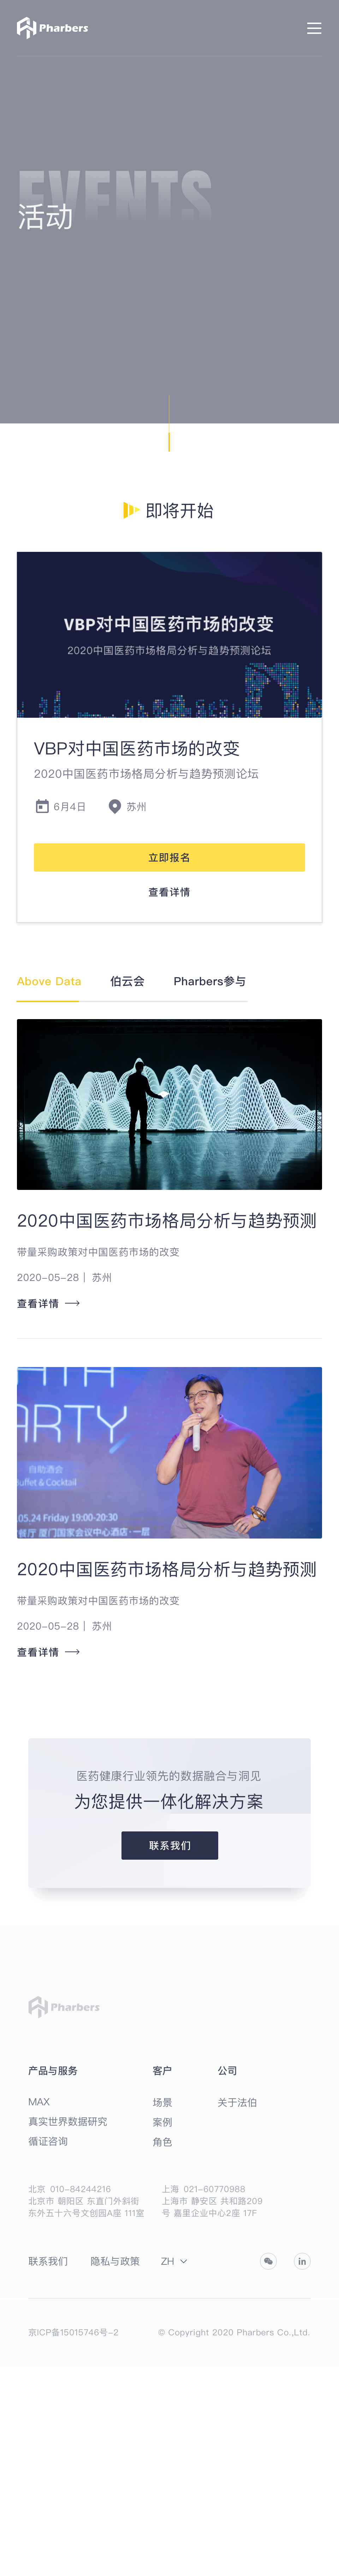 Pharbers
EVENTS
活动
即将开始
VBP对中国医药市场的改变
2020中国医药市场格局分析与趋势预测论坛
VBP对中国医药市场的改变
2020中国医药市场格局分析与趋势预测论坛
6月4日 苏州
立即报名
查看详情
Above Data 伯云会 Pharbers参与
2020中国医药市场格局分析与趋势预测
带量采购政策对中国医药市场的改变
2020-05-28 | 苏州
查看详情
ARTY
自助酒会
Buffet & Cocktail
.05.24 Friday 19:00-20:30
餐厅 厦门国家会议中心酒店·一层
2020中国医药市场格局分析与趋势预测
带量采购政策对中国医药市场的改变
2020-05-28 | 苏州
查看详情
医药健康行业领先的数据融合与洞见
为您提供一体化解决方案
联系我们
Pharbers
产品与服务 客户 公司
MAX 场景 关于法伯
真实世界数据研究 案例
循证咨询 角色
北京 010-84244216 上海 021-60770988
北京市 朝阳区 东直门外斜街 上海市 静安区 共和路209
东外五十六号文创园A座 111室 号 嘉里企业中心2座 17F
联系我们 隐私与政策 ZH in
京ICP备15015746号-2 © Copyright 2020 Pharbers Co.,Ltd.